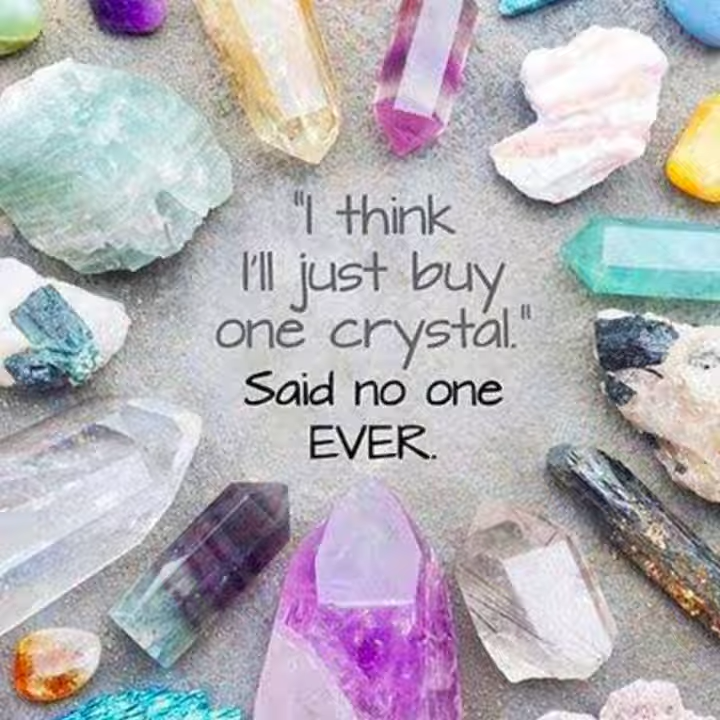 "I think
I'll just buy
one crystal."
Said no one
EVER.